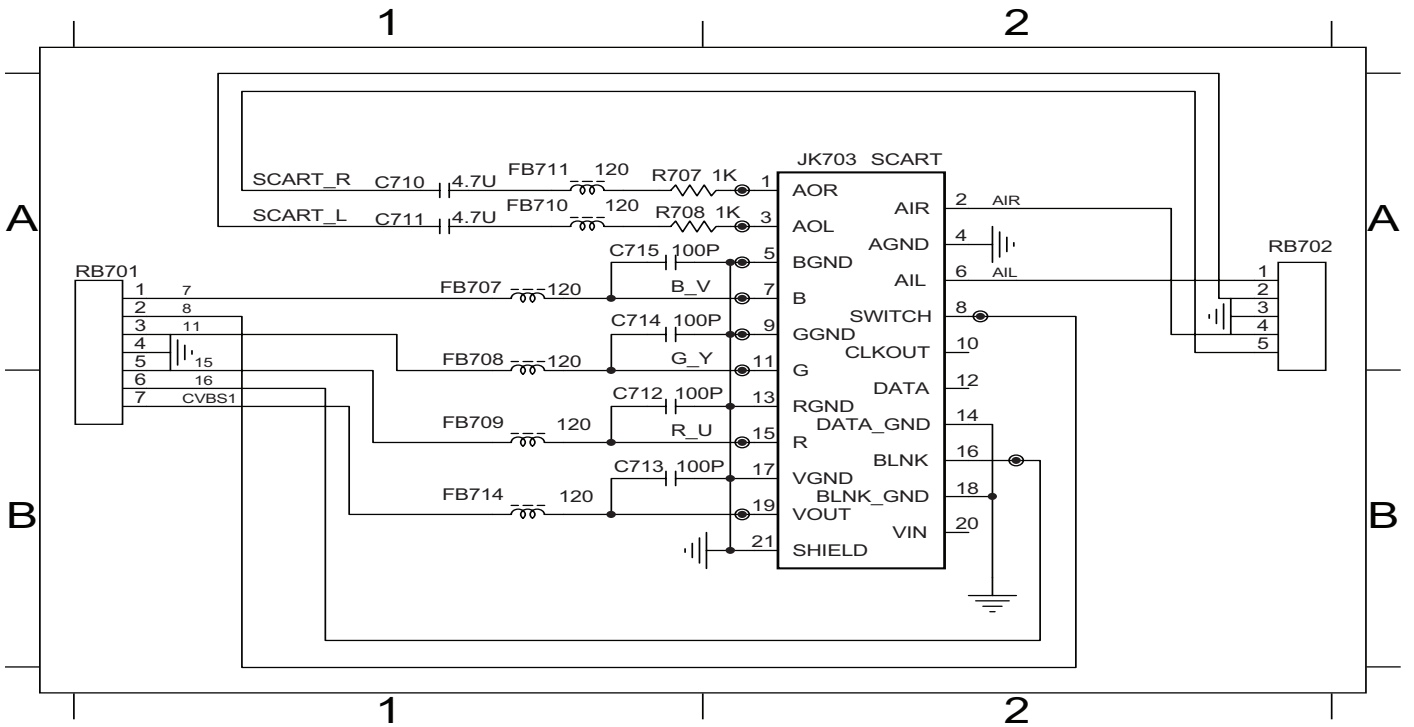 1 2
A A
B B
1 2
JK703 SCART
SCART_R C710 4.7U FB711 120 R707 1K 1 AOR
SCART_L C711 4.7U FB710 120 R708 1K 3 AOL
C715 100P 5 BGND
FB707 120 B_V 7 B
C714 100P 9 GGND
FB708 120 G_Y 11 G
C712 100P 13 RGND
FB709 120 R_U 15 R
C713 100P 17 VGND
FB714 120 19 VOUT
21 SHIELD
AIR 2 AIR
AGND 4
AIL 6 AIL
SWITCH 8
CLKOUT 10
DATA 12
DATA_GND 14
BLNK 16
BLNK_GND 18
VIN 20
RB701
1 7
2 8
3 11
4
5 15
6 16
7 CVBS1
RB702
1
2
3
4
5